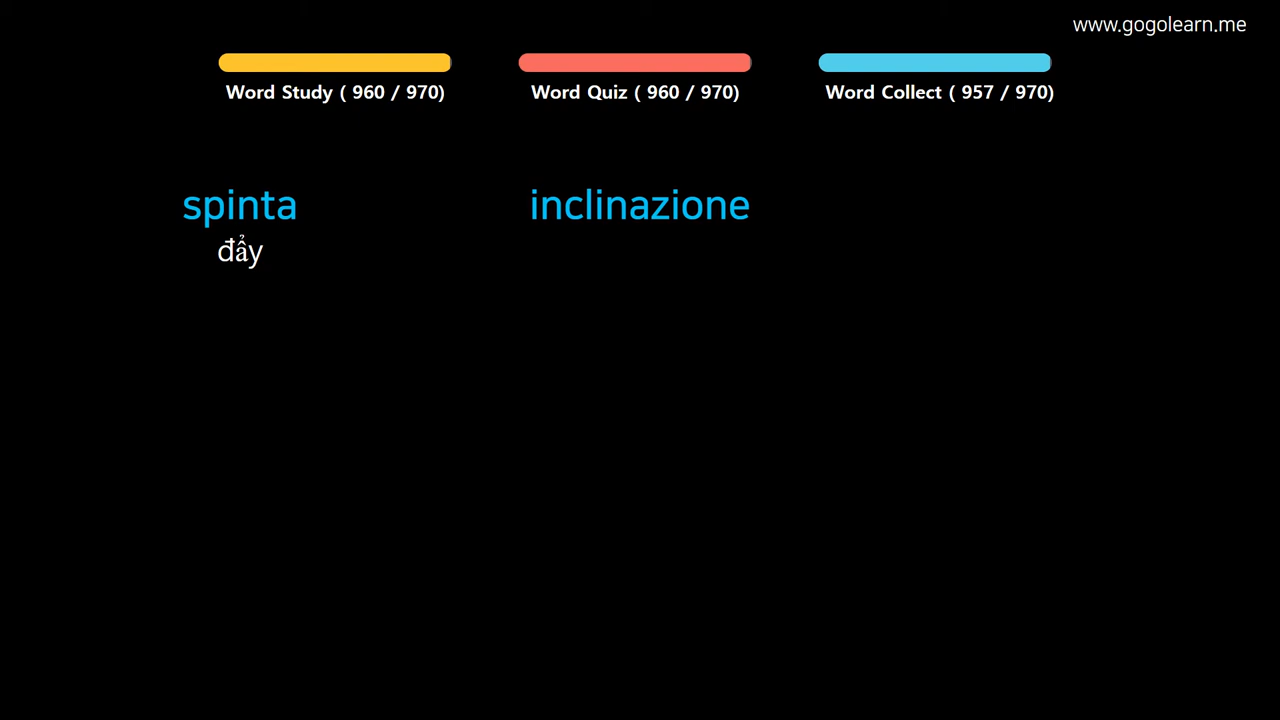 www.gogolearn.me
Word Study ( 960 / 970)
Word Quiz ( 960 / 970)
Word Collect ( 957 / 970)
spinta
đẩy
inclinazione